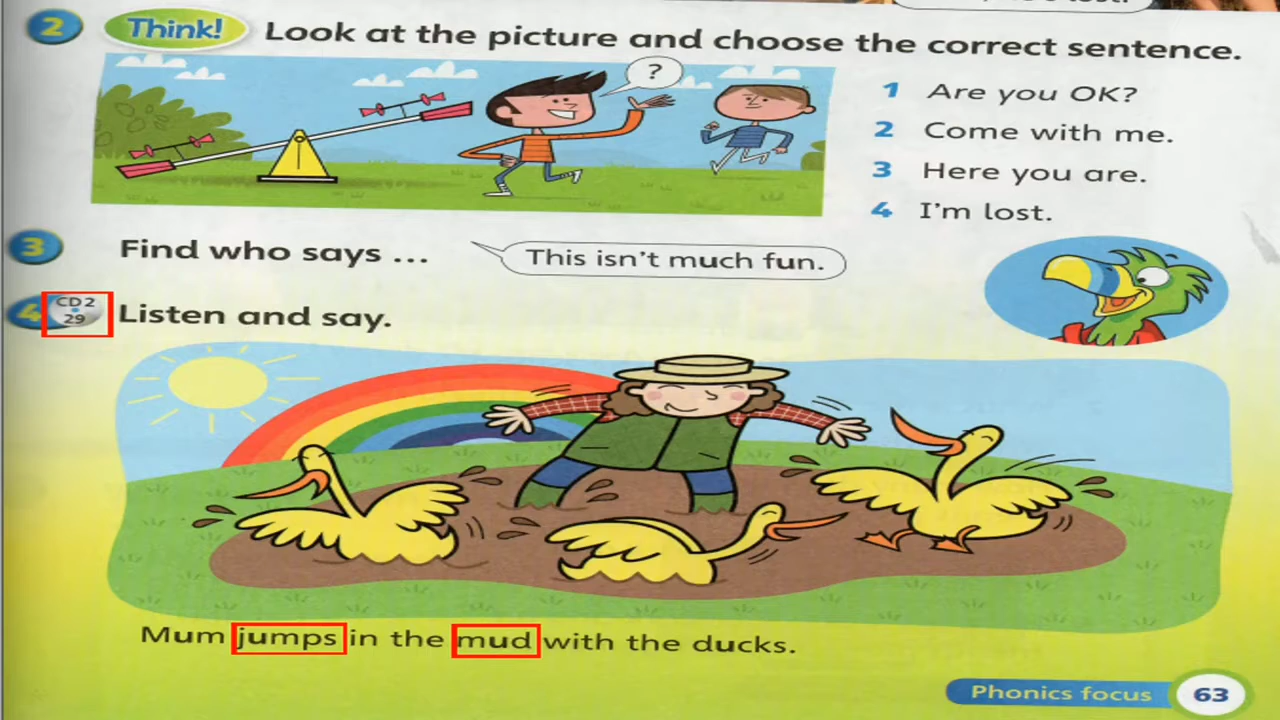 2 Think! Look at the picture and choose the correct sentence.
?
1 Are you OK?
2 Come with me.
3 Here you are.
4 I'm lost.
3 Find who says ... This isn't much fun.
4 CD2 29 Listen and say.
Mum jumps in the mud with the ducks.
Phonics focus 63